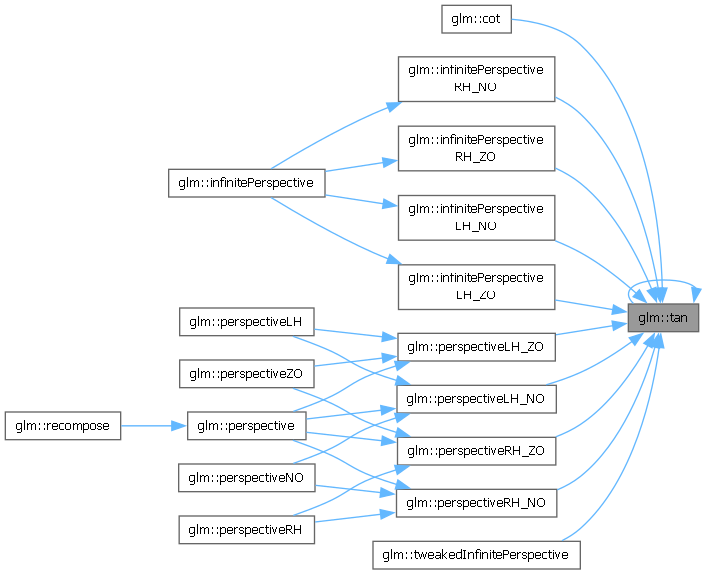 glm::cot
glm::infinitePerspective
RH_NO
glm::infinitePerspective
RH_ZO
glm::infinitePerspective
glm::infinitePerspective
LH_NO
glm::infinitePerspective
LH_ZO
glm::tan
glm::perspectiveLH
glm::perspectiveLH_ZO
glm::perspectiveZO
glm::perspectiveLH_NO
glm::recompose
glm::perspective
glm::perspectiveRH_ZO
glm::perspectiveNO
glm::perspectiveRH_NO
glm::perspectiveRH
glm::tweakedInfinitePerspective